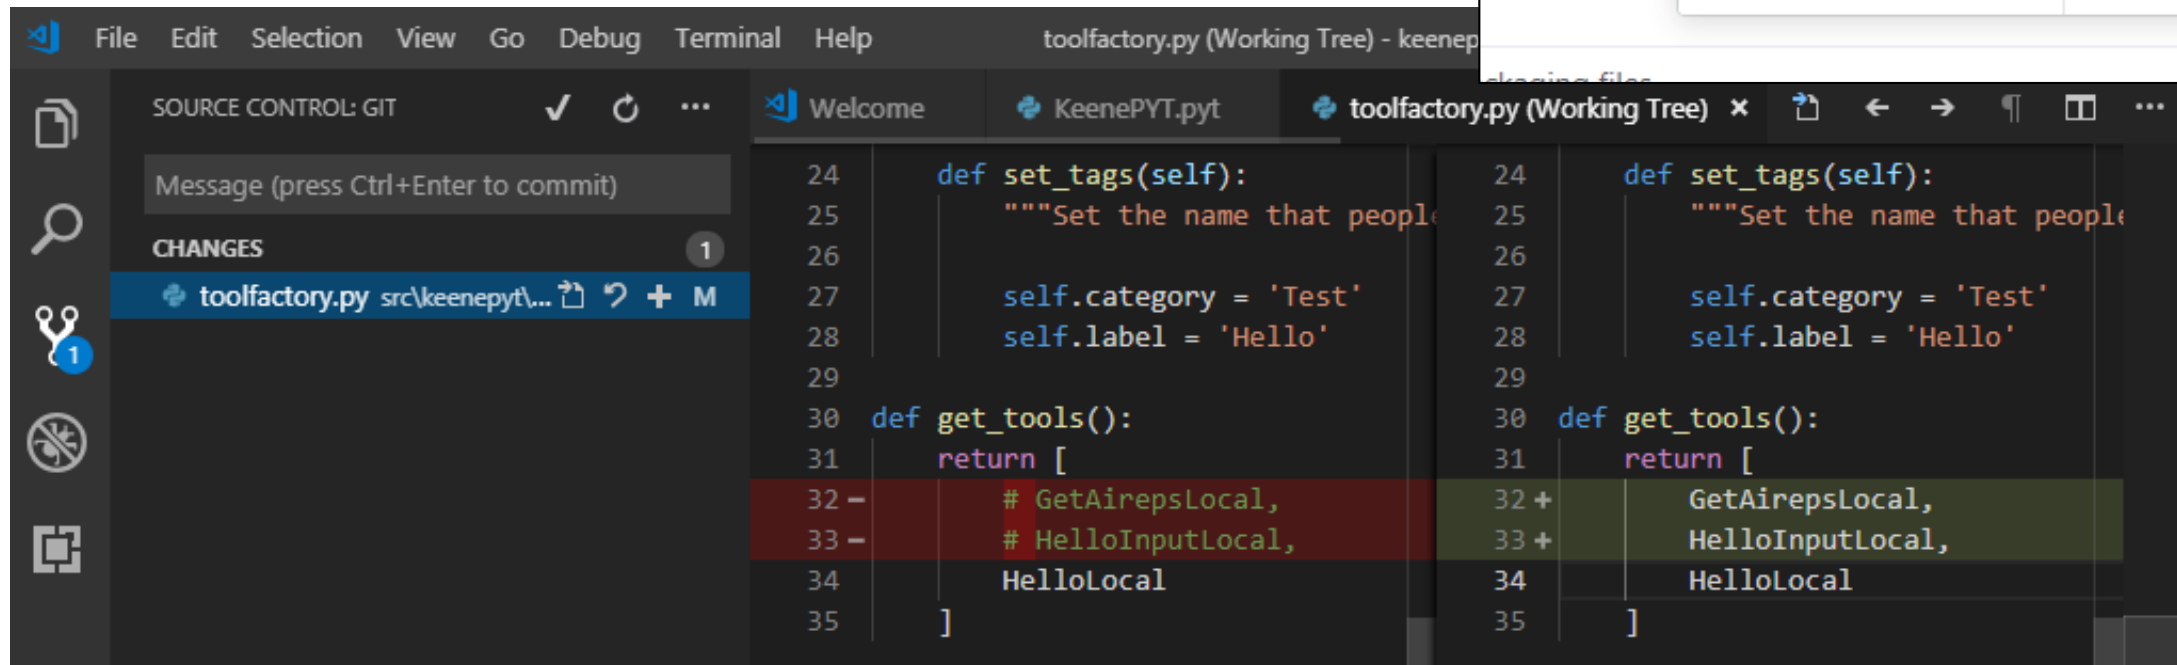 File Edit Selection View Go Debug Terminal Help toolfactory.py (Working Tree) - keenep
ckaging files
SOURCE CONTROL: GIT
Message (press Ctrl+Enter to commit)
CHANGES 1
toolfactory.py src\keenepyt\... M
1
Welcome KeenePYT.pyt toolfactory.py (Working Tree)
24 def set_tags(self):
25 """Set the name that people
26
27 self.category = 'Test'
28 self.label = 'Hello'
29
30 def get_tools():
31 return [
32 - # GetAirepsLocal,
33 - # HelloInputLocal,
34 HelloLocal
35 ]
24 def set_tags(self):
25 """Set the name that people
26
27 self.category = 'Test'
28 self.label = 'Hello'
29
30 def get_tools():
31 return [
32 + GetAirepsLocal,
33 + HelloInputLocal,
34 HelloLocal
35 ]